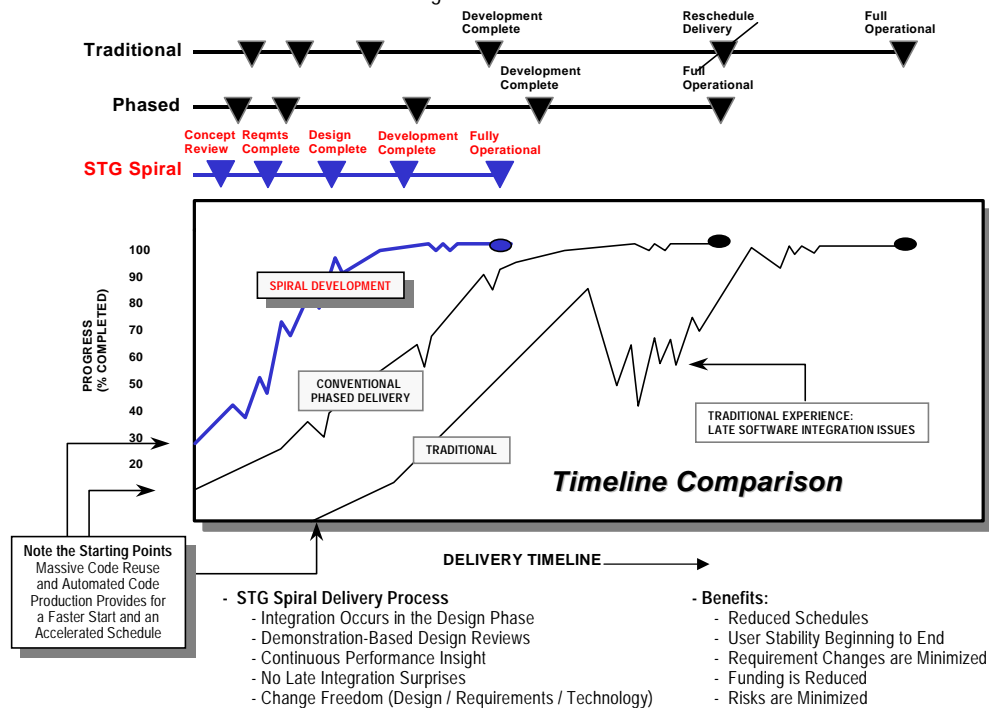 Development
Complete
Reschedule
Delivery
Full
Operational
Traditional
Development
Complete
Full
Operational
Phased
Concept
Review
Reqmts
Complete
Design
Complete
Development
Complete
Fully
Operational
STG Spiral
PROGRESS
(% COMPLETED)
100
90
80
70
60
50
40
30
20
SPIRAL DEVELOPMENT
CONVENTIONAL
PHASED DELIVERY
TRADITIONAL
TRADITIONAL EXPERIENCE:
LATE SOFTWARE INTEGRATION ISSUES
Timeline Comparison
Note the Starting Points
Massive Code Reuse
and Automated Code
Production Provides for
a Faster Start and an
Accelerated Schedule
DELIVERY TIMELINE
- STG Spiral Delivery Process
- Integration Occurs in the Design Phase
- Demonstration-Based Design Reviews
- Continuous Performance Insight
- No Late Integration Surprises
- Change Freedom (Design / Requirements / Technology)
- Benefits:
- Reduced Schedules
- User Stability Beginning to End
- Requirement Changes are Minimized
- Funding is Reduced
- Risks are Minimized